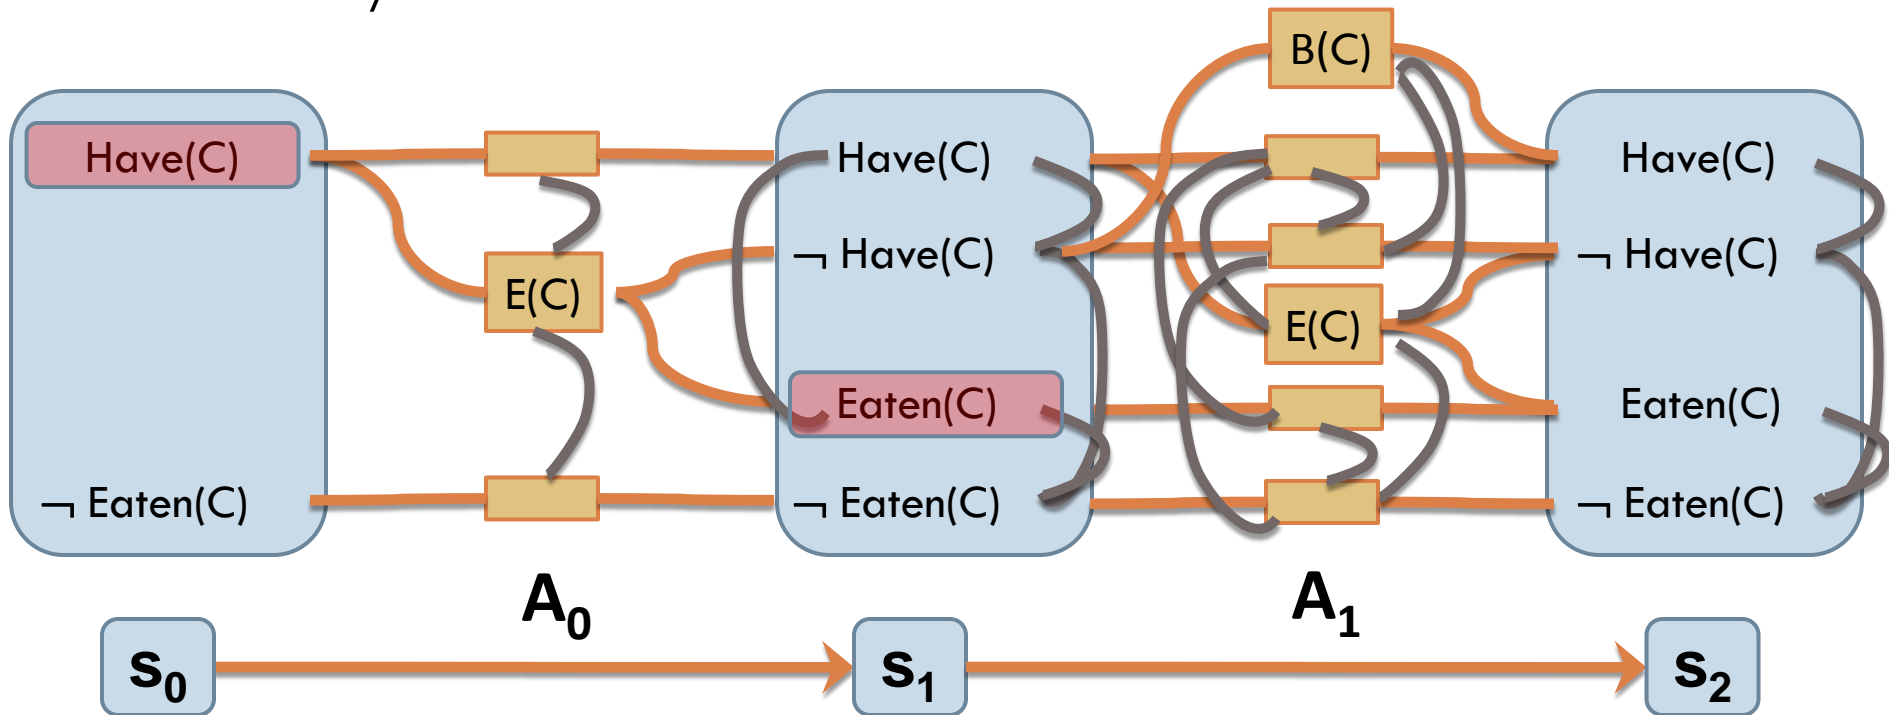 B(C)
Have(C)
Have(C)
Have(C)
¬ Have(C)
¬ Have(C)
E(C)
E(C)
Eaten(C)
Eaten(C)
¬ Eaten(C)
¬ Eaten(C)
¬ Eaten(C)
A₀
A₁
s₀
s₁
s₂